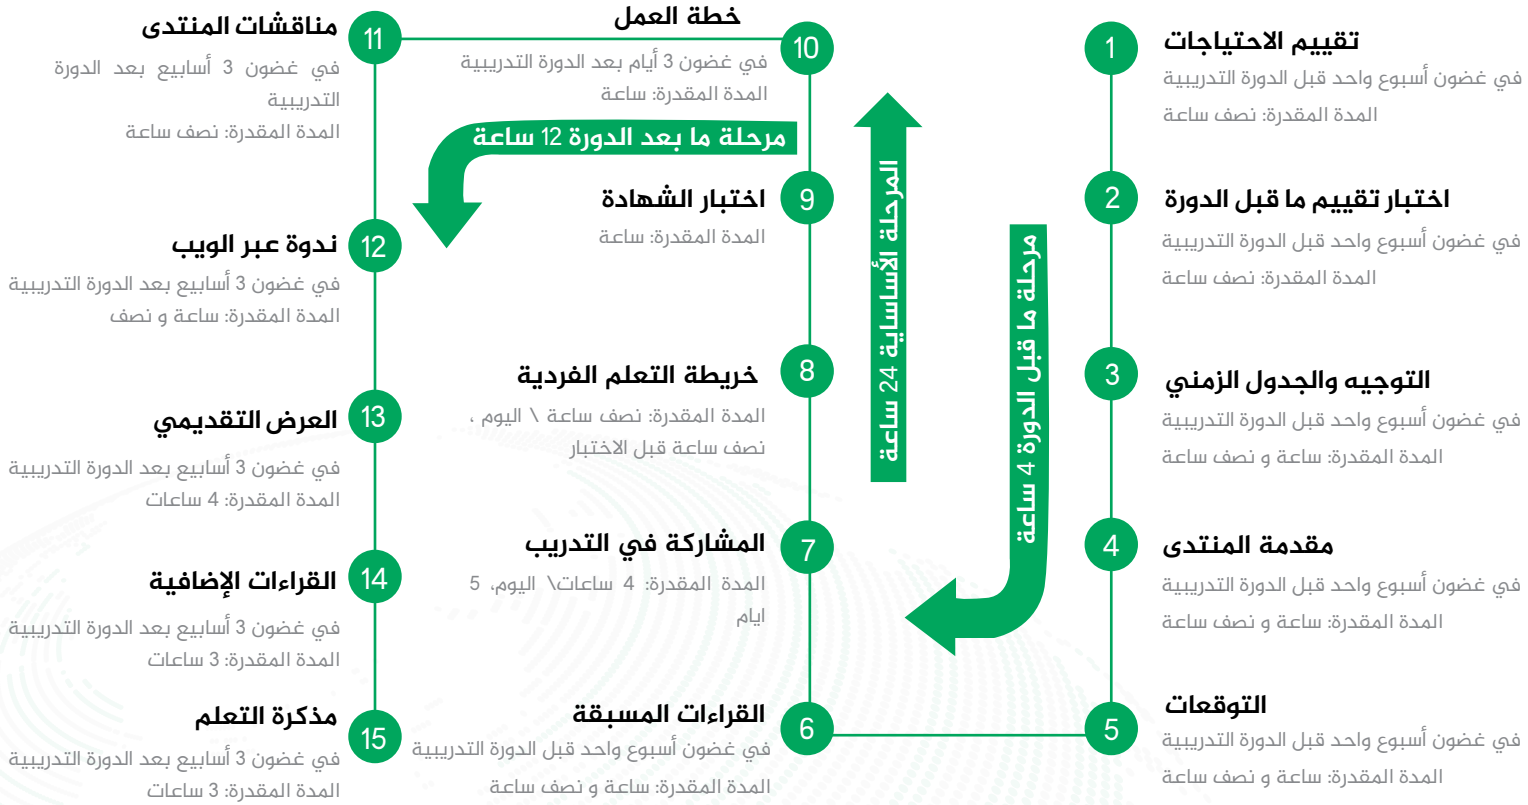 1
تقييم الاحتياجات
في غضون أسبوع واحد قبل الدورة التدريبية
المدة المقدرة: نصف ساعة
2
اختبار تقييم ما قبل الدورة
في غضون أسبوع واحد قبل الدورة التدريبية
المدة المقدرة: نصف ساعة
3
التوجيه والجدول الزمني
في غضون أسبوع واحد قبل الدورة التدريبية
المدة المقدرة: ساعة و نصف ساعة
4
مقدمة المنتدى
في غضون أسبوع واحد قبل الدورة التدريبية
المدة المقدرة: ساعة و نصف ساعة
5
التوقعات
في غضون أسبوع واحد قبل الدورة التدريبية
المدة المقدرة: ساعة و نصف ساعة
مرحلة ما قبل الدورة 4 ساعة
6
القراءات المسبقة
في غضون أسبوع واحد قبل الدورة التدريبية
المدة المقدرة: ساعة و نصف ساعة
7
المشاركة في التدريب
المدة المقدرة: 4 ساعات\ اليوم، 5
ايام
8
خريطة التعلم الفردية
المدة المقدرة: نصف ساعة \ اليوم ،
نصف ساعة قبل الاختبار
9
اختبار الشهادة
المدة المقدرة: ساعة
المرحلة الأساساية 24 ساعة
10
خطة العمل
في غضون 3 أيام بعد الدورة التدريبية
المدة المقدرة: ساعة
مرحلة ما بعد الدورة 12 ساعة
11
مناقشات المنتدى
في غضون 3 أسابيع بعد الدورة
التدريبية
المدة المقدرة: نصف ساعة
12
ندوة عبر الويب
في غضون 3 أسابيع بعد الدورة التدريبية
المدة المقدرة: ساعة و نصف
13
العرض التقديمي
في غضون 3 أسابيع بعد الدورة التدريبية
المدة المقدرة: 4 ساعات
14
القراءات الإضافية
في غضون 3 أسابيع بعد الدورة التدريبية
المدة المقدرة: 3 ساعات
15
مذكرة التعلم
في غضون 3 أسابيع بعد الدورة التدريبية
المدة المقدرة: 3 ساعات